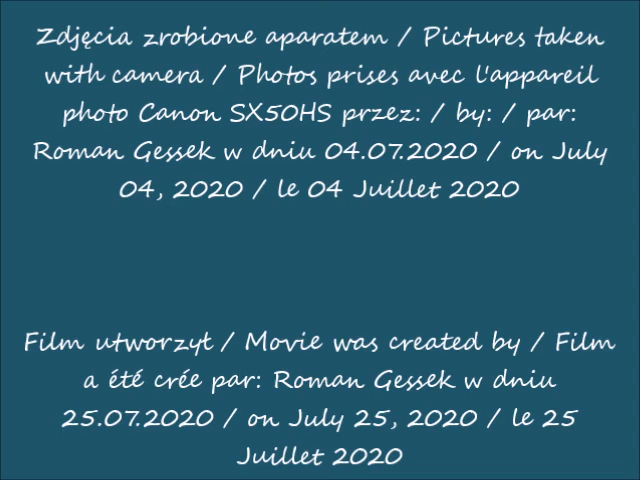 Zdjęcia zrobione aparatem / Pictures taken
with camera / Photos prises avec l'appareil
photo Canon SX50HS przez: / by: / par:
Roman Gessek w dniu 04.07.2020 / on July
04, 2020 / le 04 Juillet 2020
Film utworzył / Movie was created by / Film
a été crée par: Roman Gessek w dniu
25.07.2020 / on July 25, 2020 / le 25
Juillet 2020